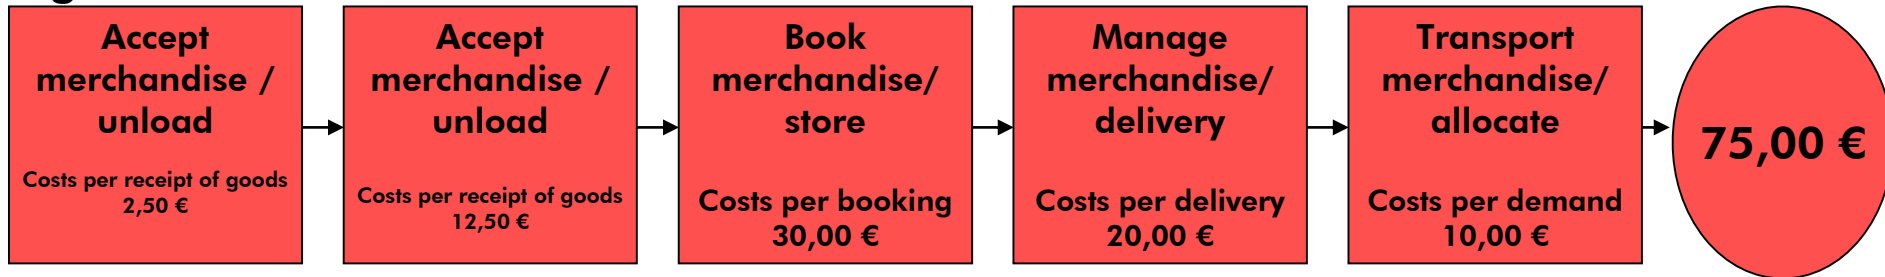 Accept
merchandise /
unload
Costs per receipt of goods
2,50 €
Accept
merchandise /
unload
Costs per receipt of goods
12,50 €
Book
merchandise/
store
Costs per booking
30,00 €
Manage
merchandise/
delivery
Costs per delivery
20,00 €
Transport
merchandise/
allocate
Costs per demand
10,00 €
75,00 €